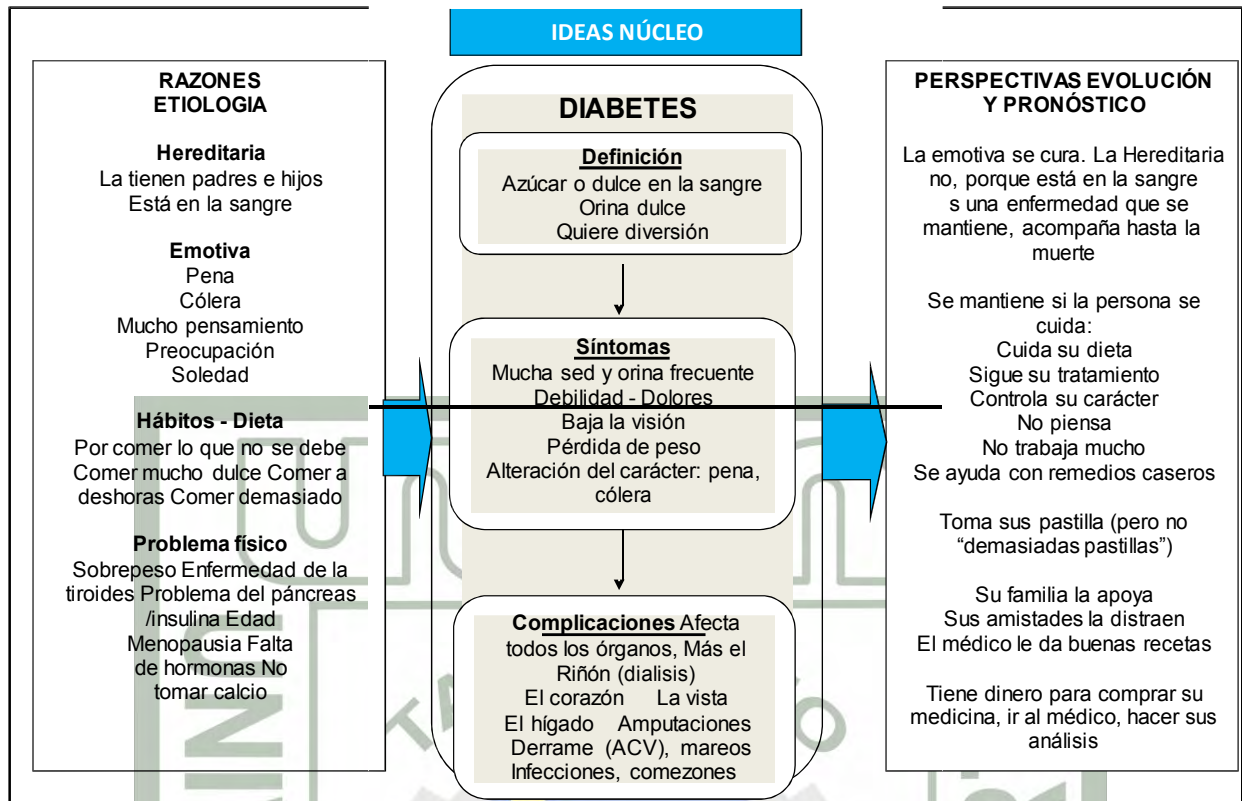 IDEAS NÚCLEO
RAZONES
ETIOLOGIA
Hereditaria
La tienen padres e hijos
Está en la sangre
Emotiva
Pena
Cólera
Mucho pensamiento
Preocupación
Soledad
Hábitos - Dieta
Por comer lo que no se debe
Comer mucho dulce Comer a
deshoras Comer demasiado
Problema físico
Sobrepeso Enfermedad de la
tiroides Problema del páncreas
/insulina Edad
Menopausia Falta
de hormonas No
tomar calcio
DIABETES
Definición
Azúcar o dulce en la sangre
Orina dulce
Quiere diversión
Síntomas
Mucha sed y orina frecuente
Debilidad - Dolores
Baja la visión
Pérdida de peso
Alteración del carácter: pena,
cólera
Complicaciones Afecta
todos los órganos, Más el
Riñón (dialisis)
El corazón La vista
El hígado Amputaciones
Derrame (ACV), mareos
Infecciones, comezones
PERSPECTIVAS EVOLUCIÓN
Y PRONÓSTICO
La emotiva se cura. La Hereditaria
no, porque está en la sangre
s una enfermedad que se
mantiene, acompaña hasta la
muerte
Se mantiene si la persona se
cuida:
Cuida su dieta
Sigue su tratamiento
Controla su carácter
No piensa
No trabaja mucho
Se ayuda con remedios caseros
Toma sus pastilla (pero no
“demasiadas pastillas”)
Su familia la apoya
Sus amistades la distraen
El médico le da buenas recetas
Tiene dinero para comprar su
medicina, ir al médico, hacer sus
análisis